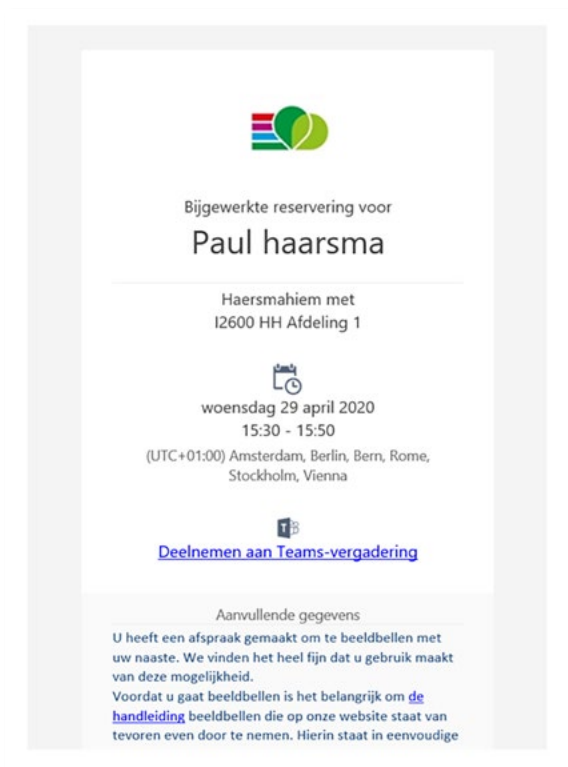 Bijgewerkte reservering voor
Paul haarsma
Haersmahiem met
I2600 HH Afdeling 1
woensdag 29 april 2020
15:30 - 15:50
(UTC+01:00) Amsterdam, Berlin, Bern, Rome,
Stockholm, Vienna
Deelnemen aan Teams-vergadering
Aanvullende gegevens
U heeft een afspraak gemaakt om te beeldbellen met
uw naaste. We vinden het heel fijn dat u gebruik maakt
van deze mogelijkheid.
Voordat u gaat beeldbellen is het belangrijk om de
handleiding beeldbellen die op onze website staat van
tevoren even door te nemen. Hierin staat in eenvoudige